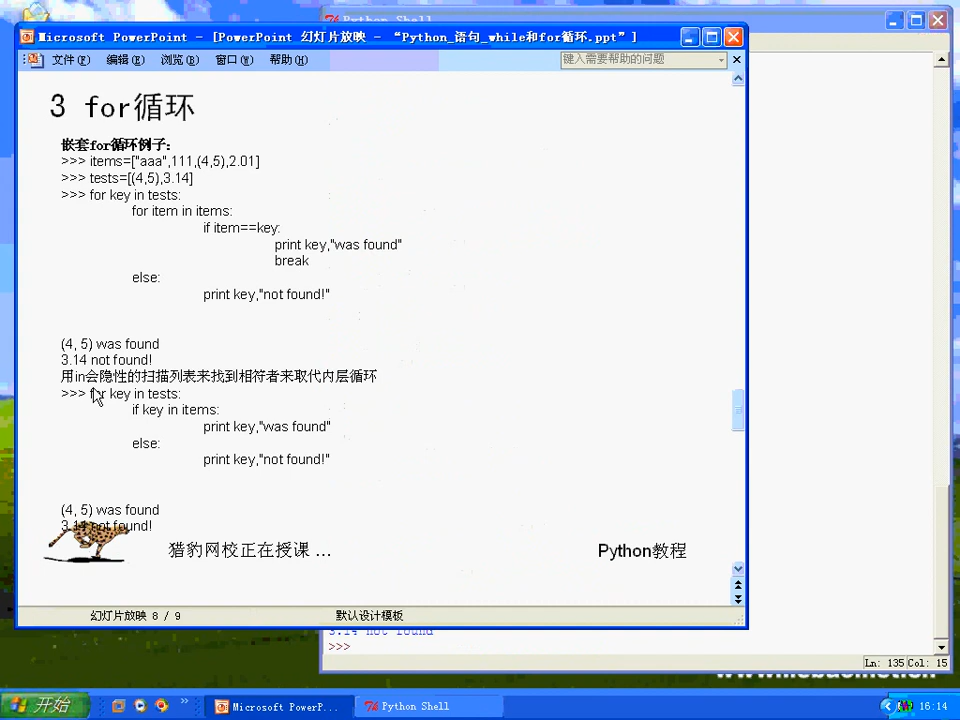 Python Shell
Microsoft PowerPoint - [PowerPoint 幻灯片放映 - “Python_语句_while和for循环.ppt”]
文件(F) 编辑(E) 浏览(B) 窗口(W) 帮助(H) 键入需要帮助的问题
3 for循环
嵌套for循环例子:
>>> items=["aaa",111,(4,5),2.01]
>>> tests=[(4,5),3.14]
>>> for key in tests:
for item in items:
if item==key:
print key,"was found"
break
else:
print key,"not found!"
(4, 5) was found
3.14 not found!
用in会隐性的扫描列表来找到相符者来取代内层循环
>>> for key in tests:
if key in items:
print key,"was found"
else:
print key,"not found!"
(4, 5) was found
3.14 not found!
猎豹网校正在授课 ...
Python教程
幻灯片放映 8 / 9 默认设计模板
3.14 not found
>>>
Ln: 135 Col: 15
开始 Microsoft PowerP... Python Shell 16:14